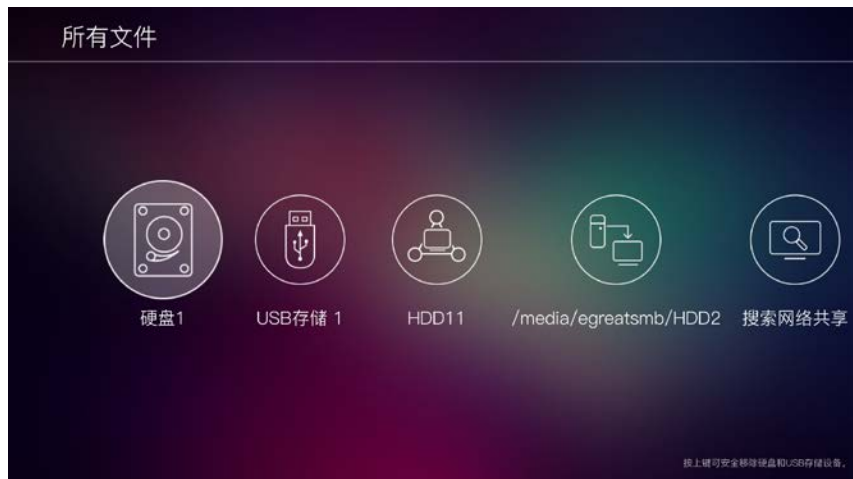 所有文件
硬盘1
USB存储 1
HDD11
/media/egreatsmb/HDD2
搜索网络共享
按上键可安全移除硬盘和USB存储设备。